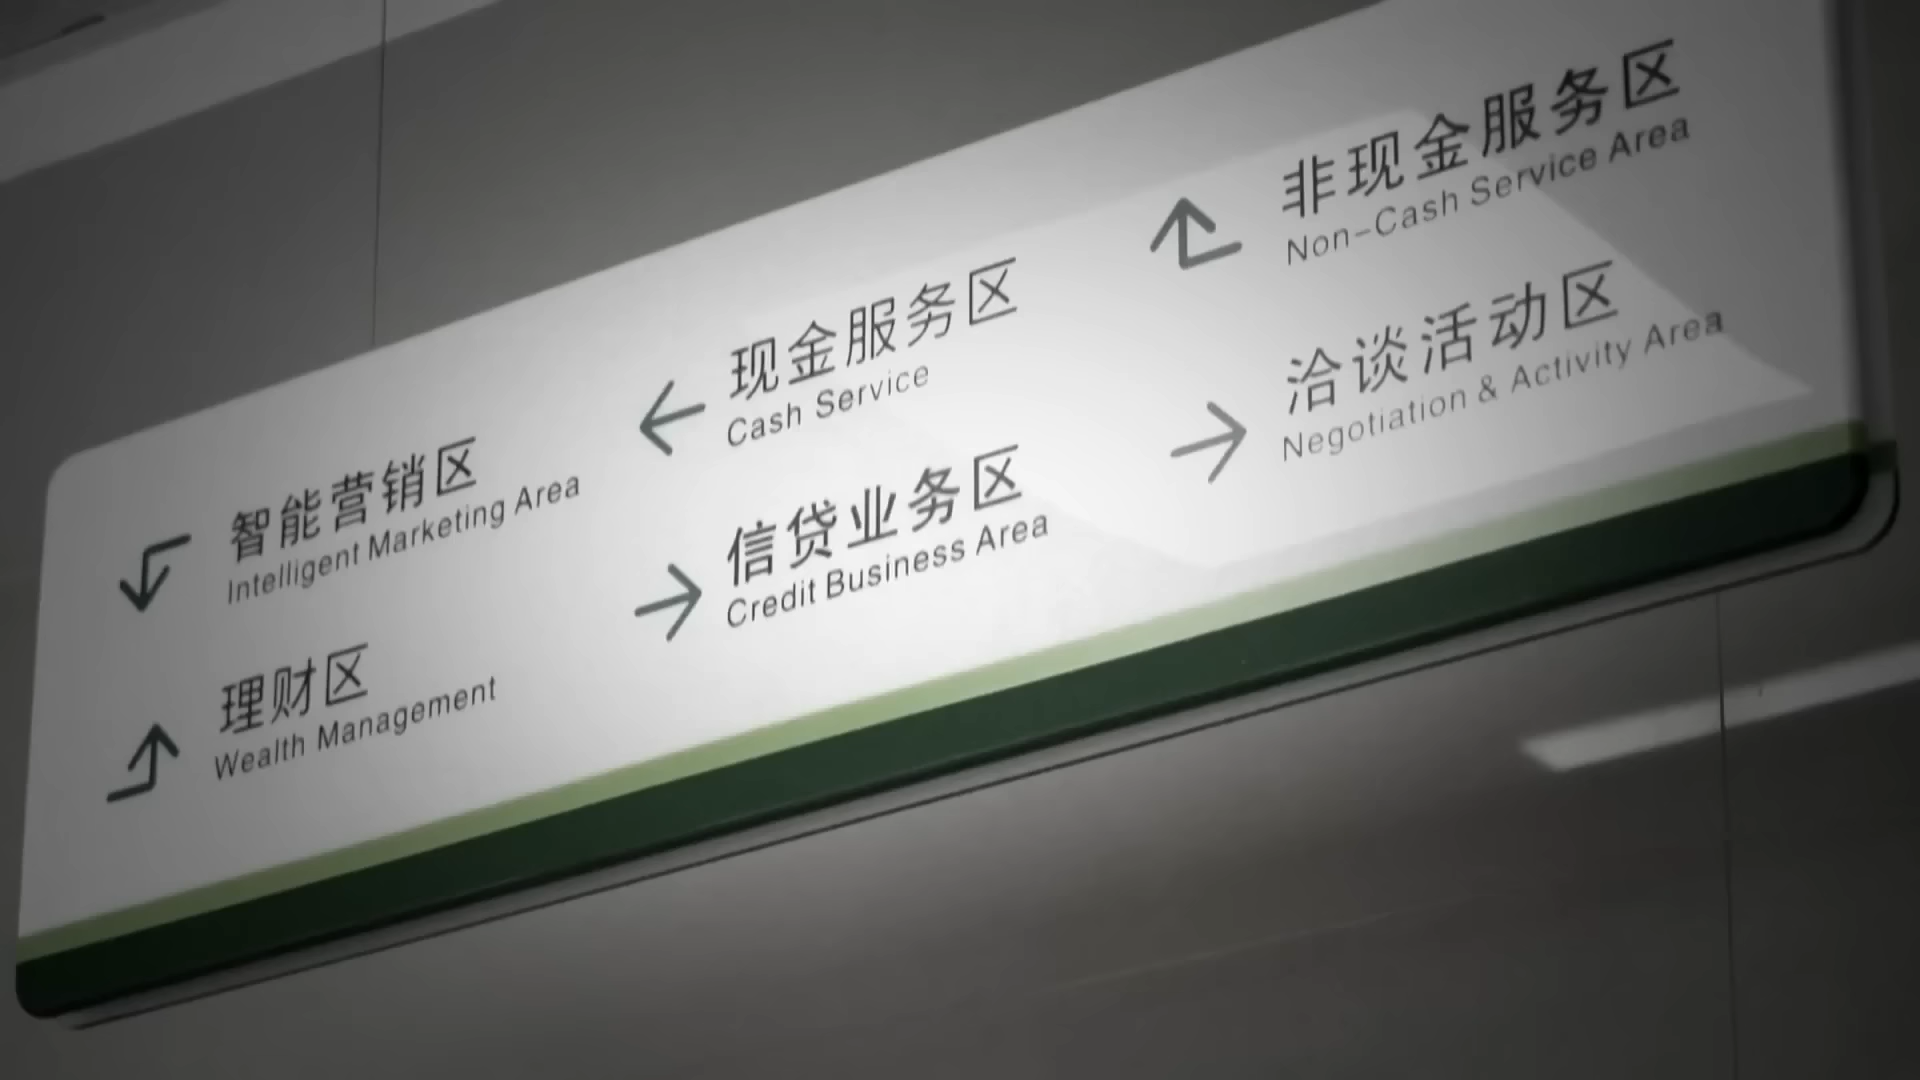 智能营销区
Intelligent Marketing Area
理财区
Wealth Management
现金服务区
Cash Service
信贷业务区
Credit Business Area
非现金服务区
Non-Cash Service Area
洽谈活动区
Negotiation & Activity Area